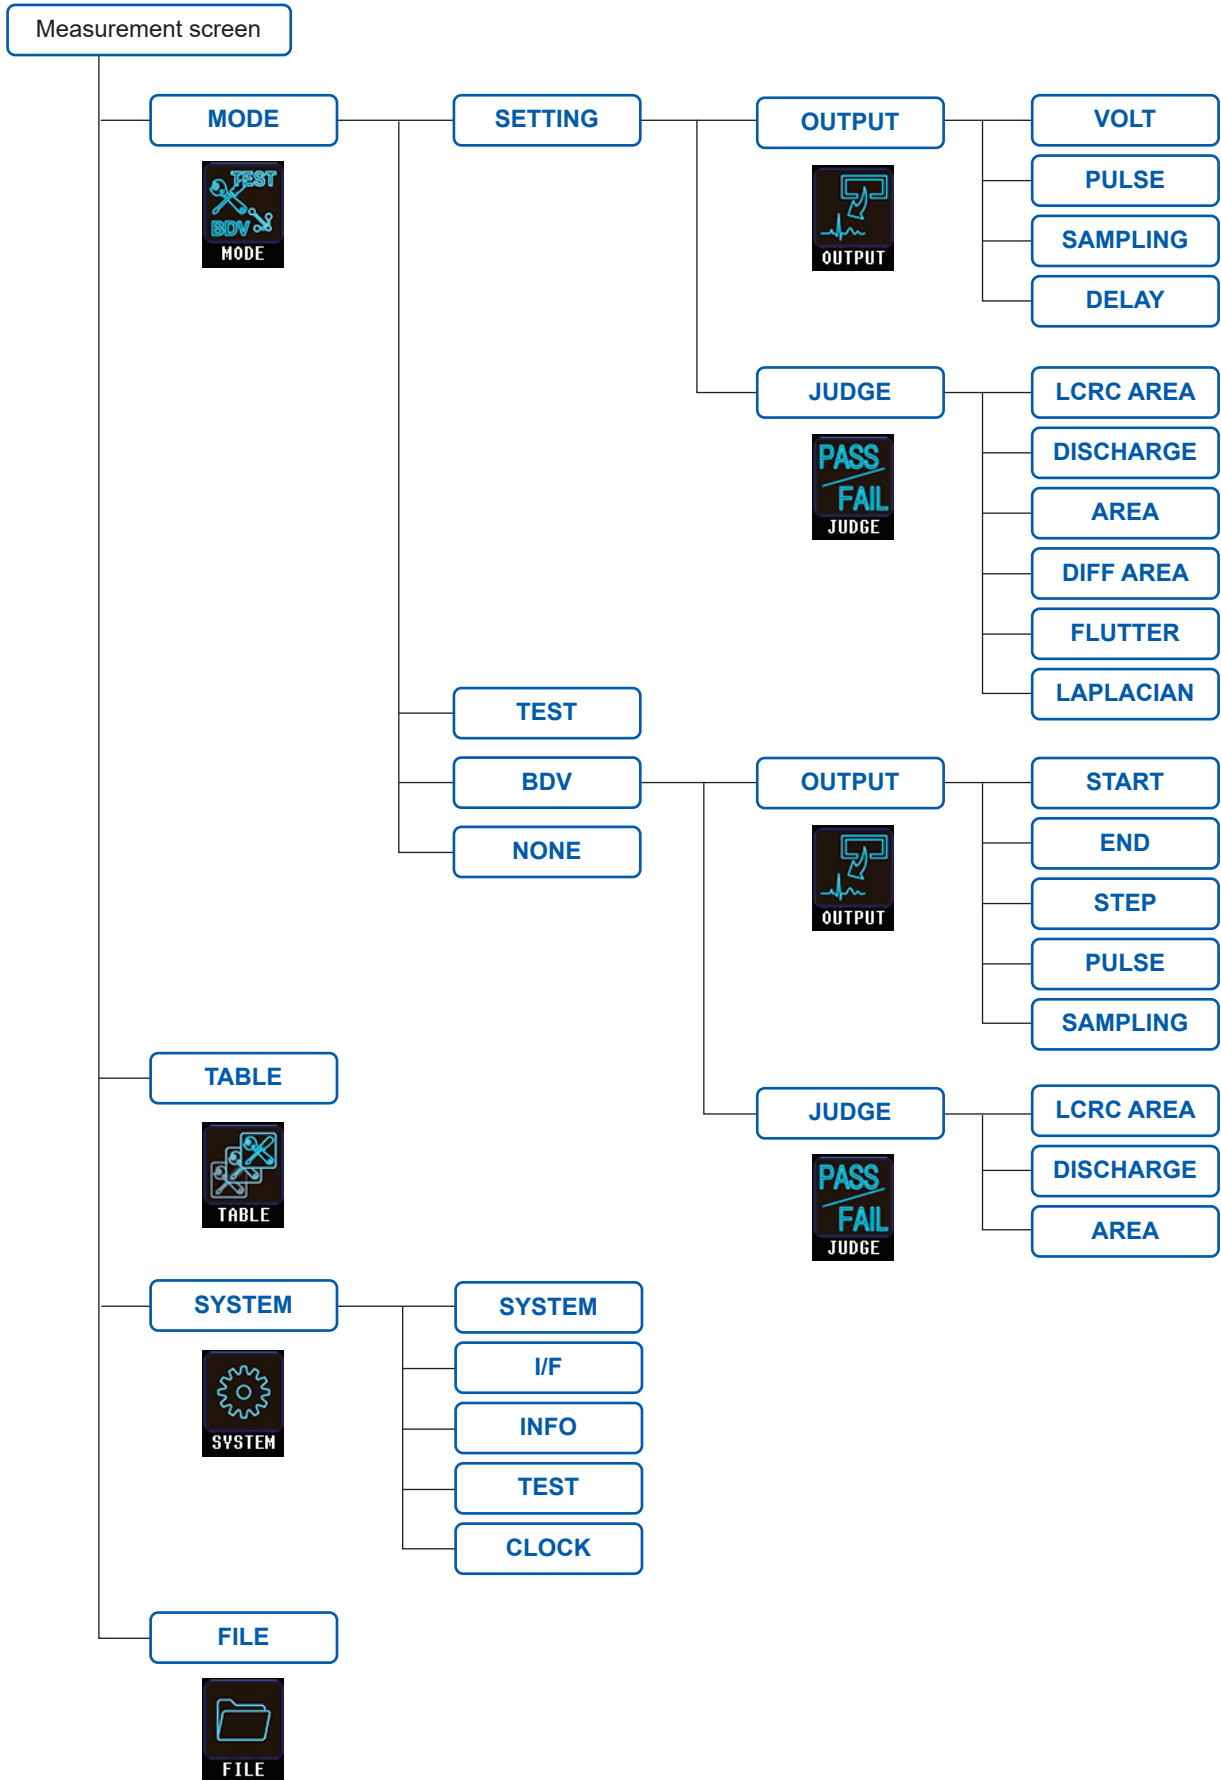 Measurement screen
MODE
SETTING
OUTPUT
VOLT
TEST
BDV
MODE
OUTPUT
PULSE
SAMPLING
DELAY
JUDGE
LCRC AREA
PASS
FAIL
JUDGE
DISCHARGE
AREA
DIFF AREA
FLUTTER
LAPLACIAN
TEST
BDV
OUTPUT
START
NONE
OUTPUT
END
STEP
PULSE
SAMPLING
JUDGE
LCRC AREA
PASS
FAIL
JUDGE
DISCHARGE
AREA
TABLE
TABLE
SYSTEM
SYSTEM
SYSTEM
I/F
INFO
TEST
CLOCK
FILE
FILE